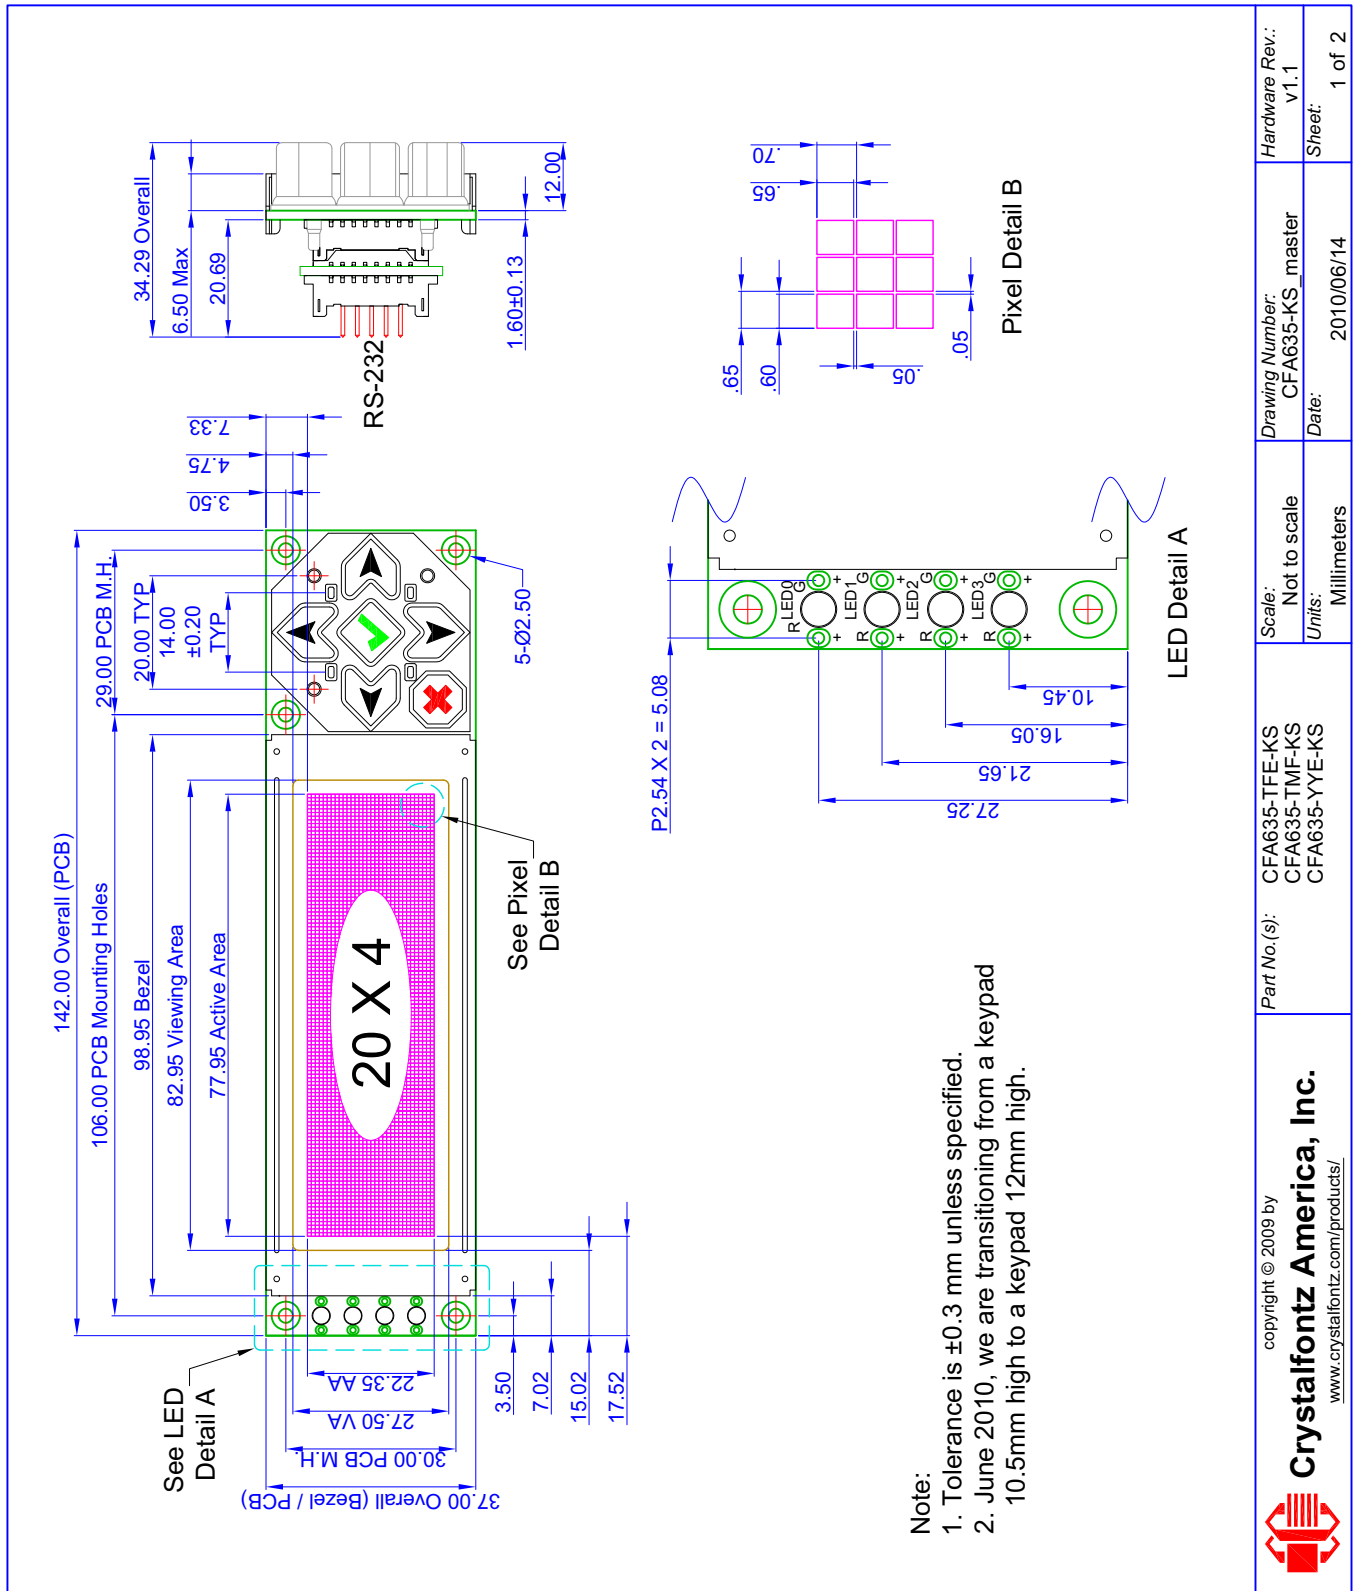 142.00 Overall (PCB)
106.00 PCB Mounting Holes
29.00 PCB M.H.
98.95 Bezel
20.00 TYP
82.95 Viewing Area
14.00
±0.20
TYP
77.95 Active Area
3.50
4.75
7.33
20 X 4
5-Ø2.50
See Pixel
Detail B
See LED
Detail A
37.00 Overall (Bezel / PCB)
30.00 PCB M.H.
27.50 VA
22.35 AA
3.50
7.02
15.02
17.52
34.29 Overall
6.50 Max
20.69
RS-232
12.00
1.60±0.13
P2.54 X 2 = 5.08
LED0
LED1
LED2
LED3
R
G
+
+
R
G
+
+
R
G
+
+
R
G
+
+
27.25
21.65
16.05
10.45
LED Detail A
.70
.65
.65
.60
.05
.05
Pixel Detail B
Note:
1. Tolerance is ±0.3 mm unless specified.
2. June 2010, we are transitioning from a keypad
10.5mm high to a keypad 12mm high.
copyright © 2009 by
Crystalfontz America, Inc.
www.crystalfontz.com/products/
Part No.(s):
CFA635-TFE-KS
CFA635-TMF-KS
CFA635-YYE-KS
Scale:
Not to scale
Units:
Millimeters
Drawing Number:
CFA635-KS_master
Date:
2010/06/14
Hardware Rev.:
v1.1
Sheet:
1 of 2